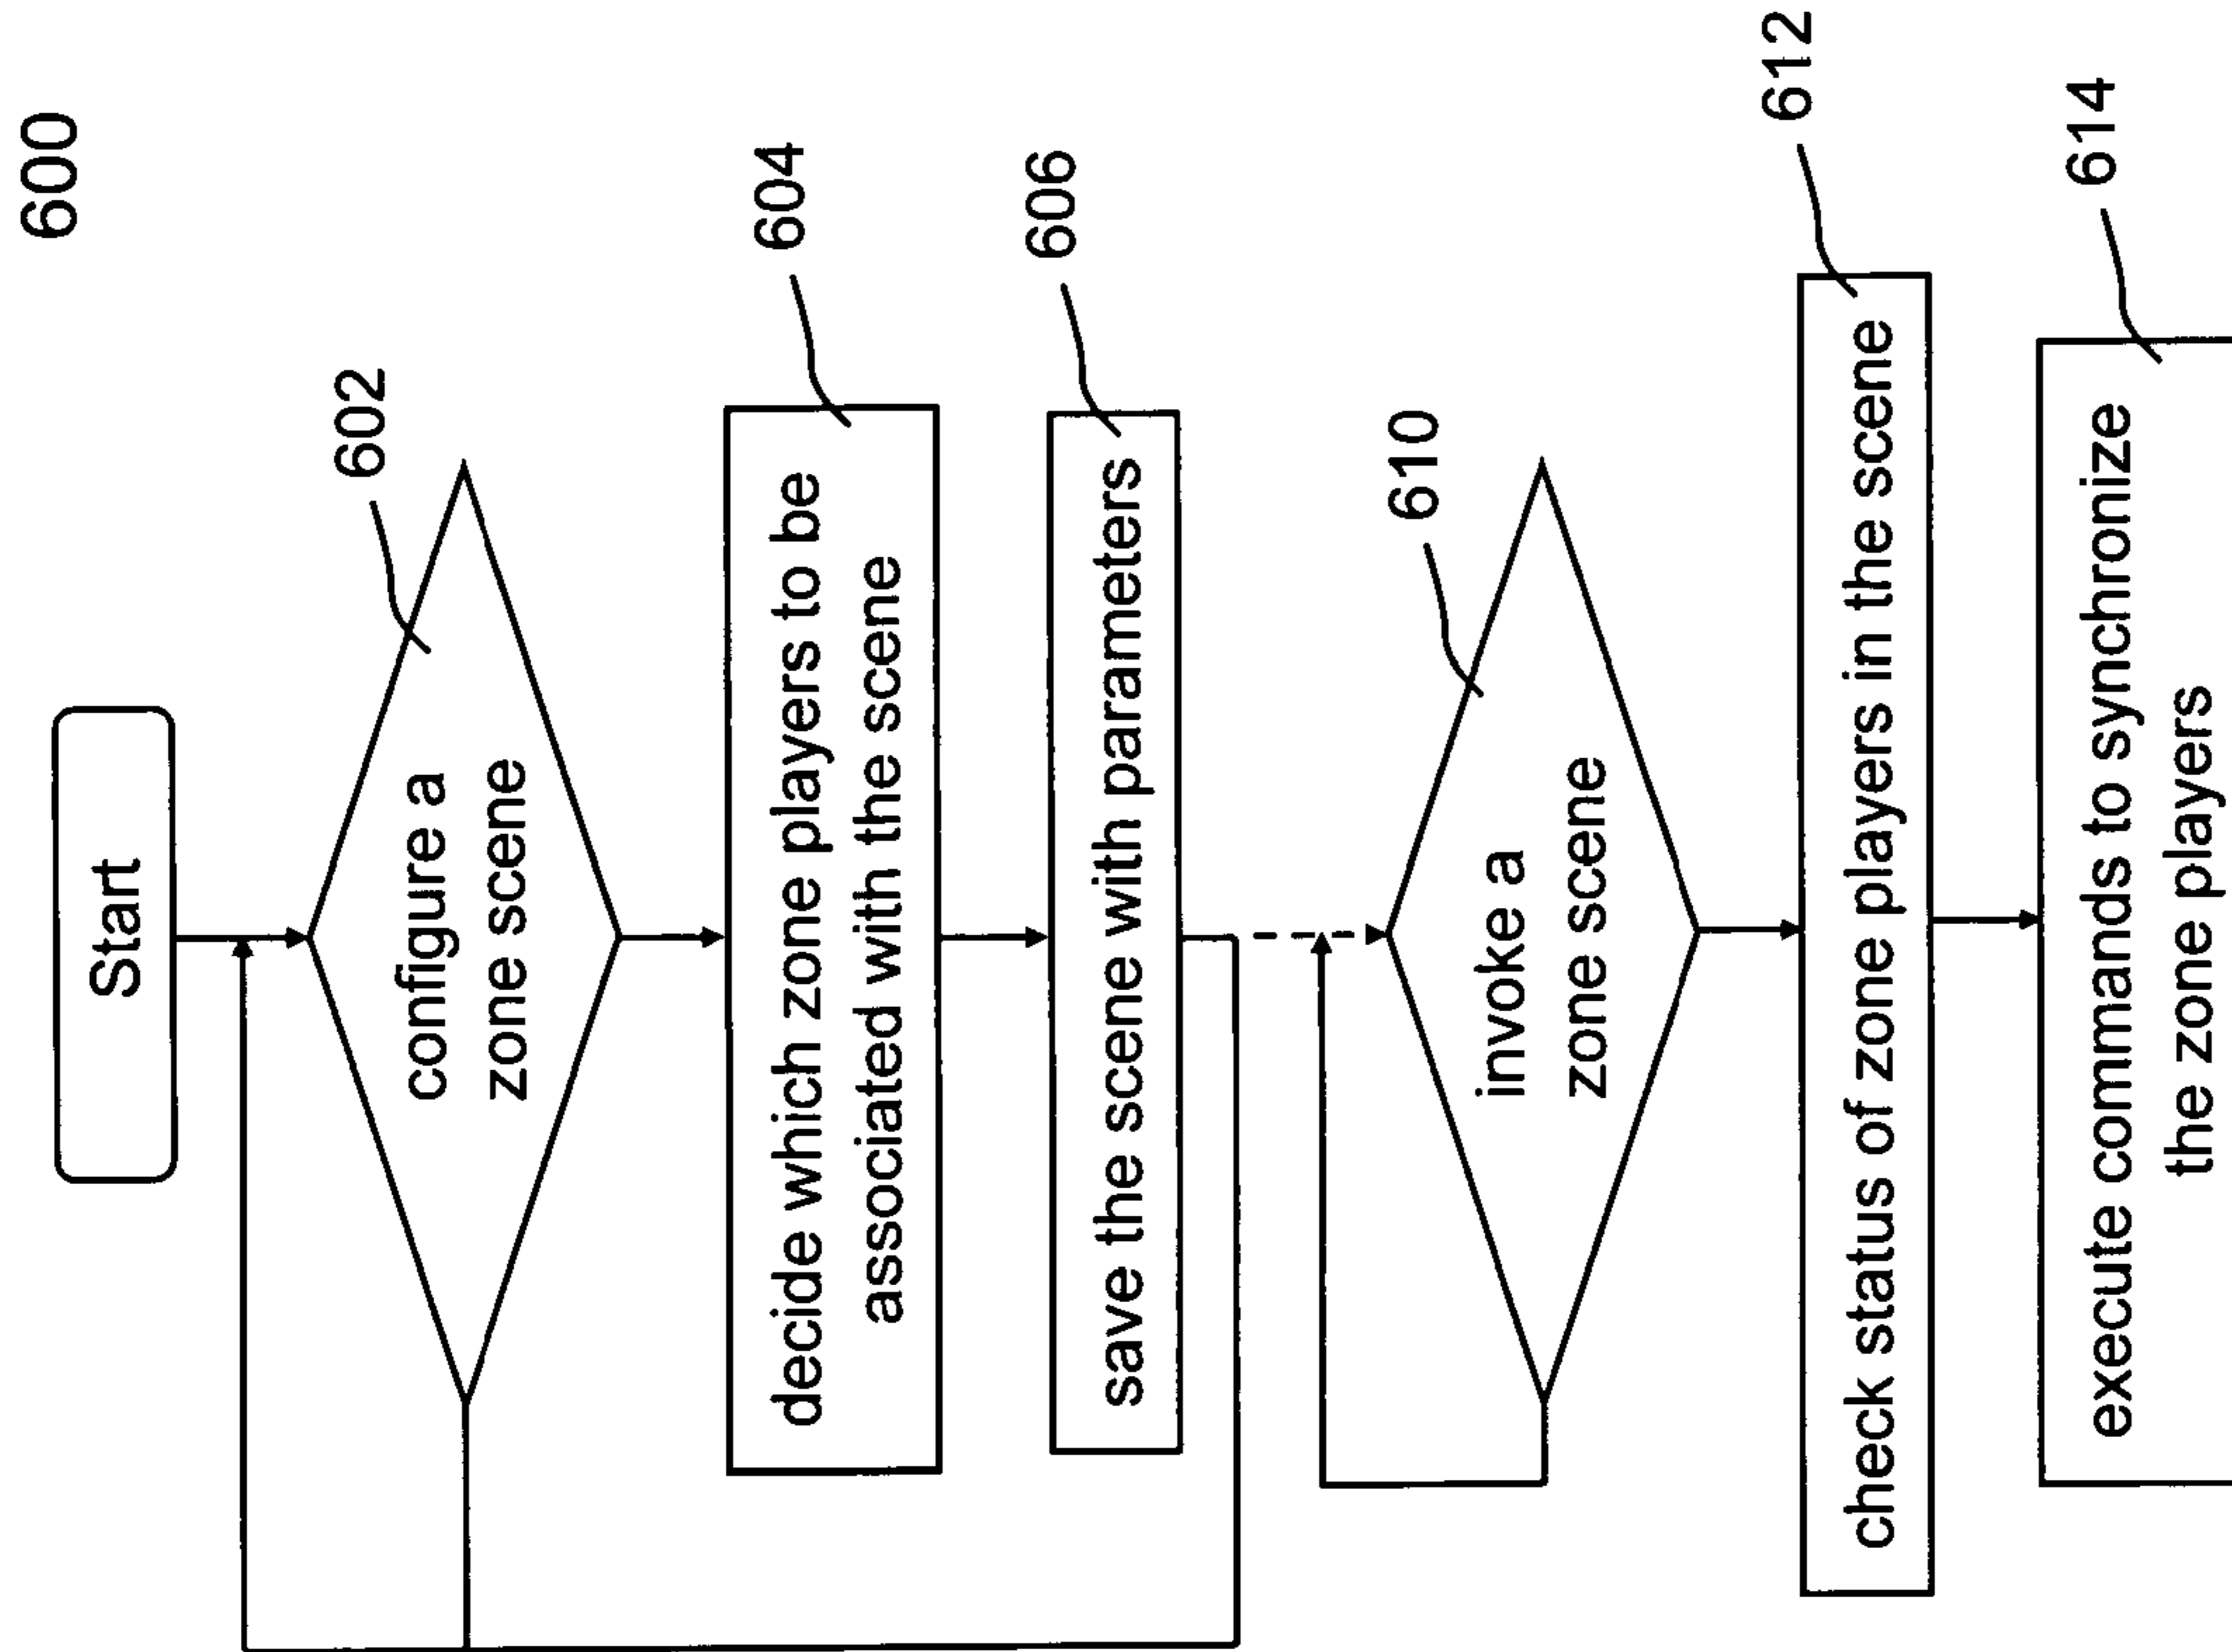 600
Start
602
configure a
zone scene
604
decide which zone players to be
associated with the scene
606
save the scene with parameters
610
invoke a
zone scene
612
check status of zone players in the scene
614
execute commands to synchronize
the zone players